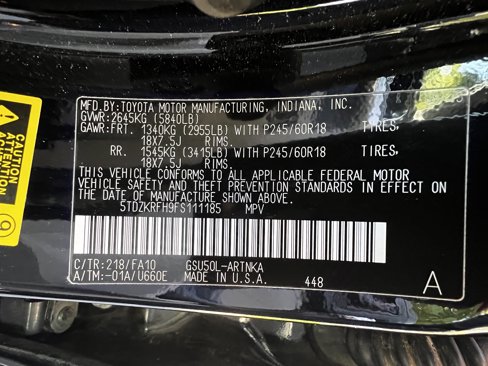 MFD.BY:TOYOTA MOTOR MANUFACTURING, INDIANA, INC.
GVWR:2645KG (5840LB)
GAWR:FRT. 1340KG (2955LB) WITH P245/60R18 TIRES,
18X7.5J RIMS.
RR. 1545KG (3415LB) WITH P245/60R18 TIRES,
18X7.5J RIMS.
THIS VEHICLE CONFORMS TO ALL APPLICABLE FEDERAL MOTOR
VEHICLE SAFETY AND THEFT PREVENTION STANDARDS IN EFFECT
ON THE DATE OF MANUFACTURE SHOWN ABOVE.
5TDZKRFH9FS111185 MPV
C/TR:218/FA10 GSU50L-ARTNKA
A/TM:-01A/U660E MADE IN U.S.A. 448 A
CAUTION